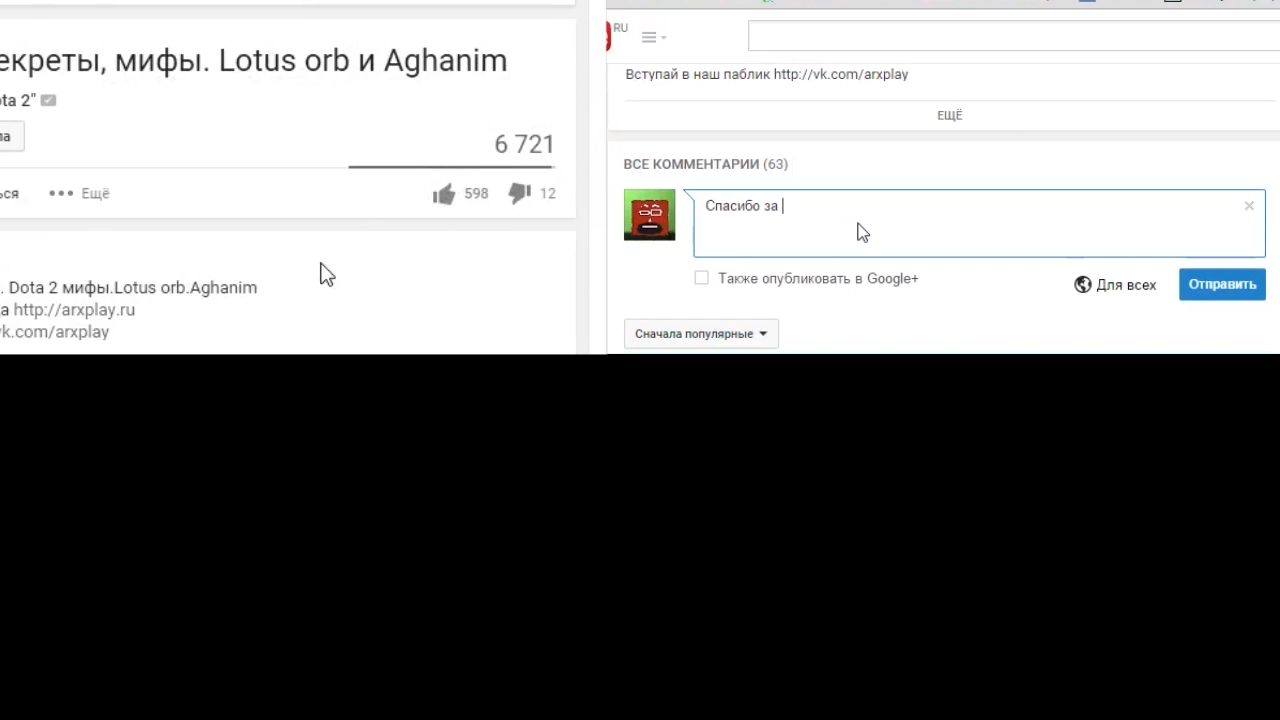 екреты, мифы. Lotus orb и Aghanim
ota 2"
ла
6 721
ься
••• Ещё
598
12
. Dota 2 мифы.Lotus orb.Aghanim
а http://arxplay.ru
vk.com/arxplay
RU
Вступай в наш паблик http://vk.com/arxplay
ЕЩЁ
ВСЕ КОММЕНТАРИИ (63)
Спасибо за
Также опубликовать в Google+
Для всех
Отправить
Сначала популярные